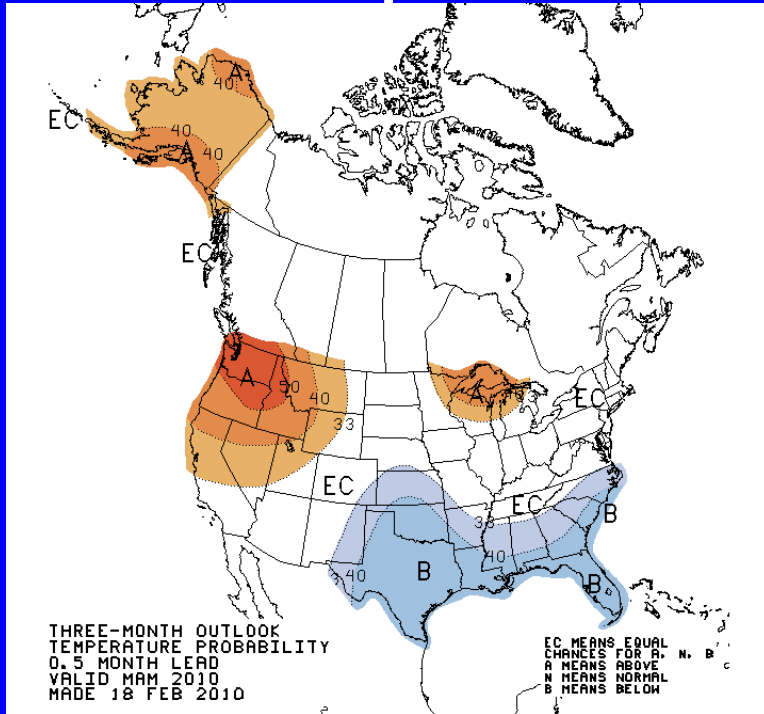 A
40
EC
40
A
40
EC
A
50
40
33
A
EC
EC
EC
33
B
40
40
B
B
THREE-MONTH OUTLOOK
TEMPERATURE PROBABILITY
0.5 MONTH LEAD
VALID MAM 2010
MADE 18 FEB 2010
EC MEANS EQUAL
CHANCES FOR A, N, B
A MEANS ABOVE
N MEANS NORMAL
B MEANS BELOW